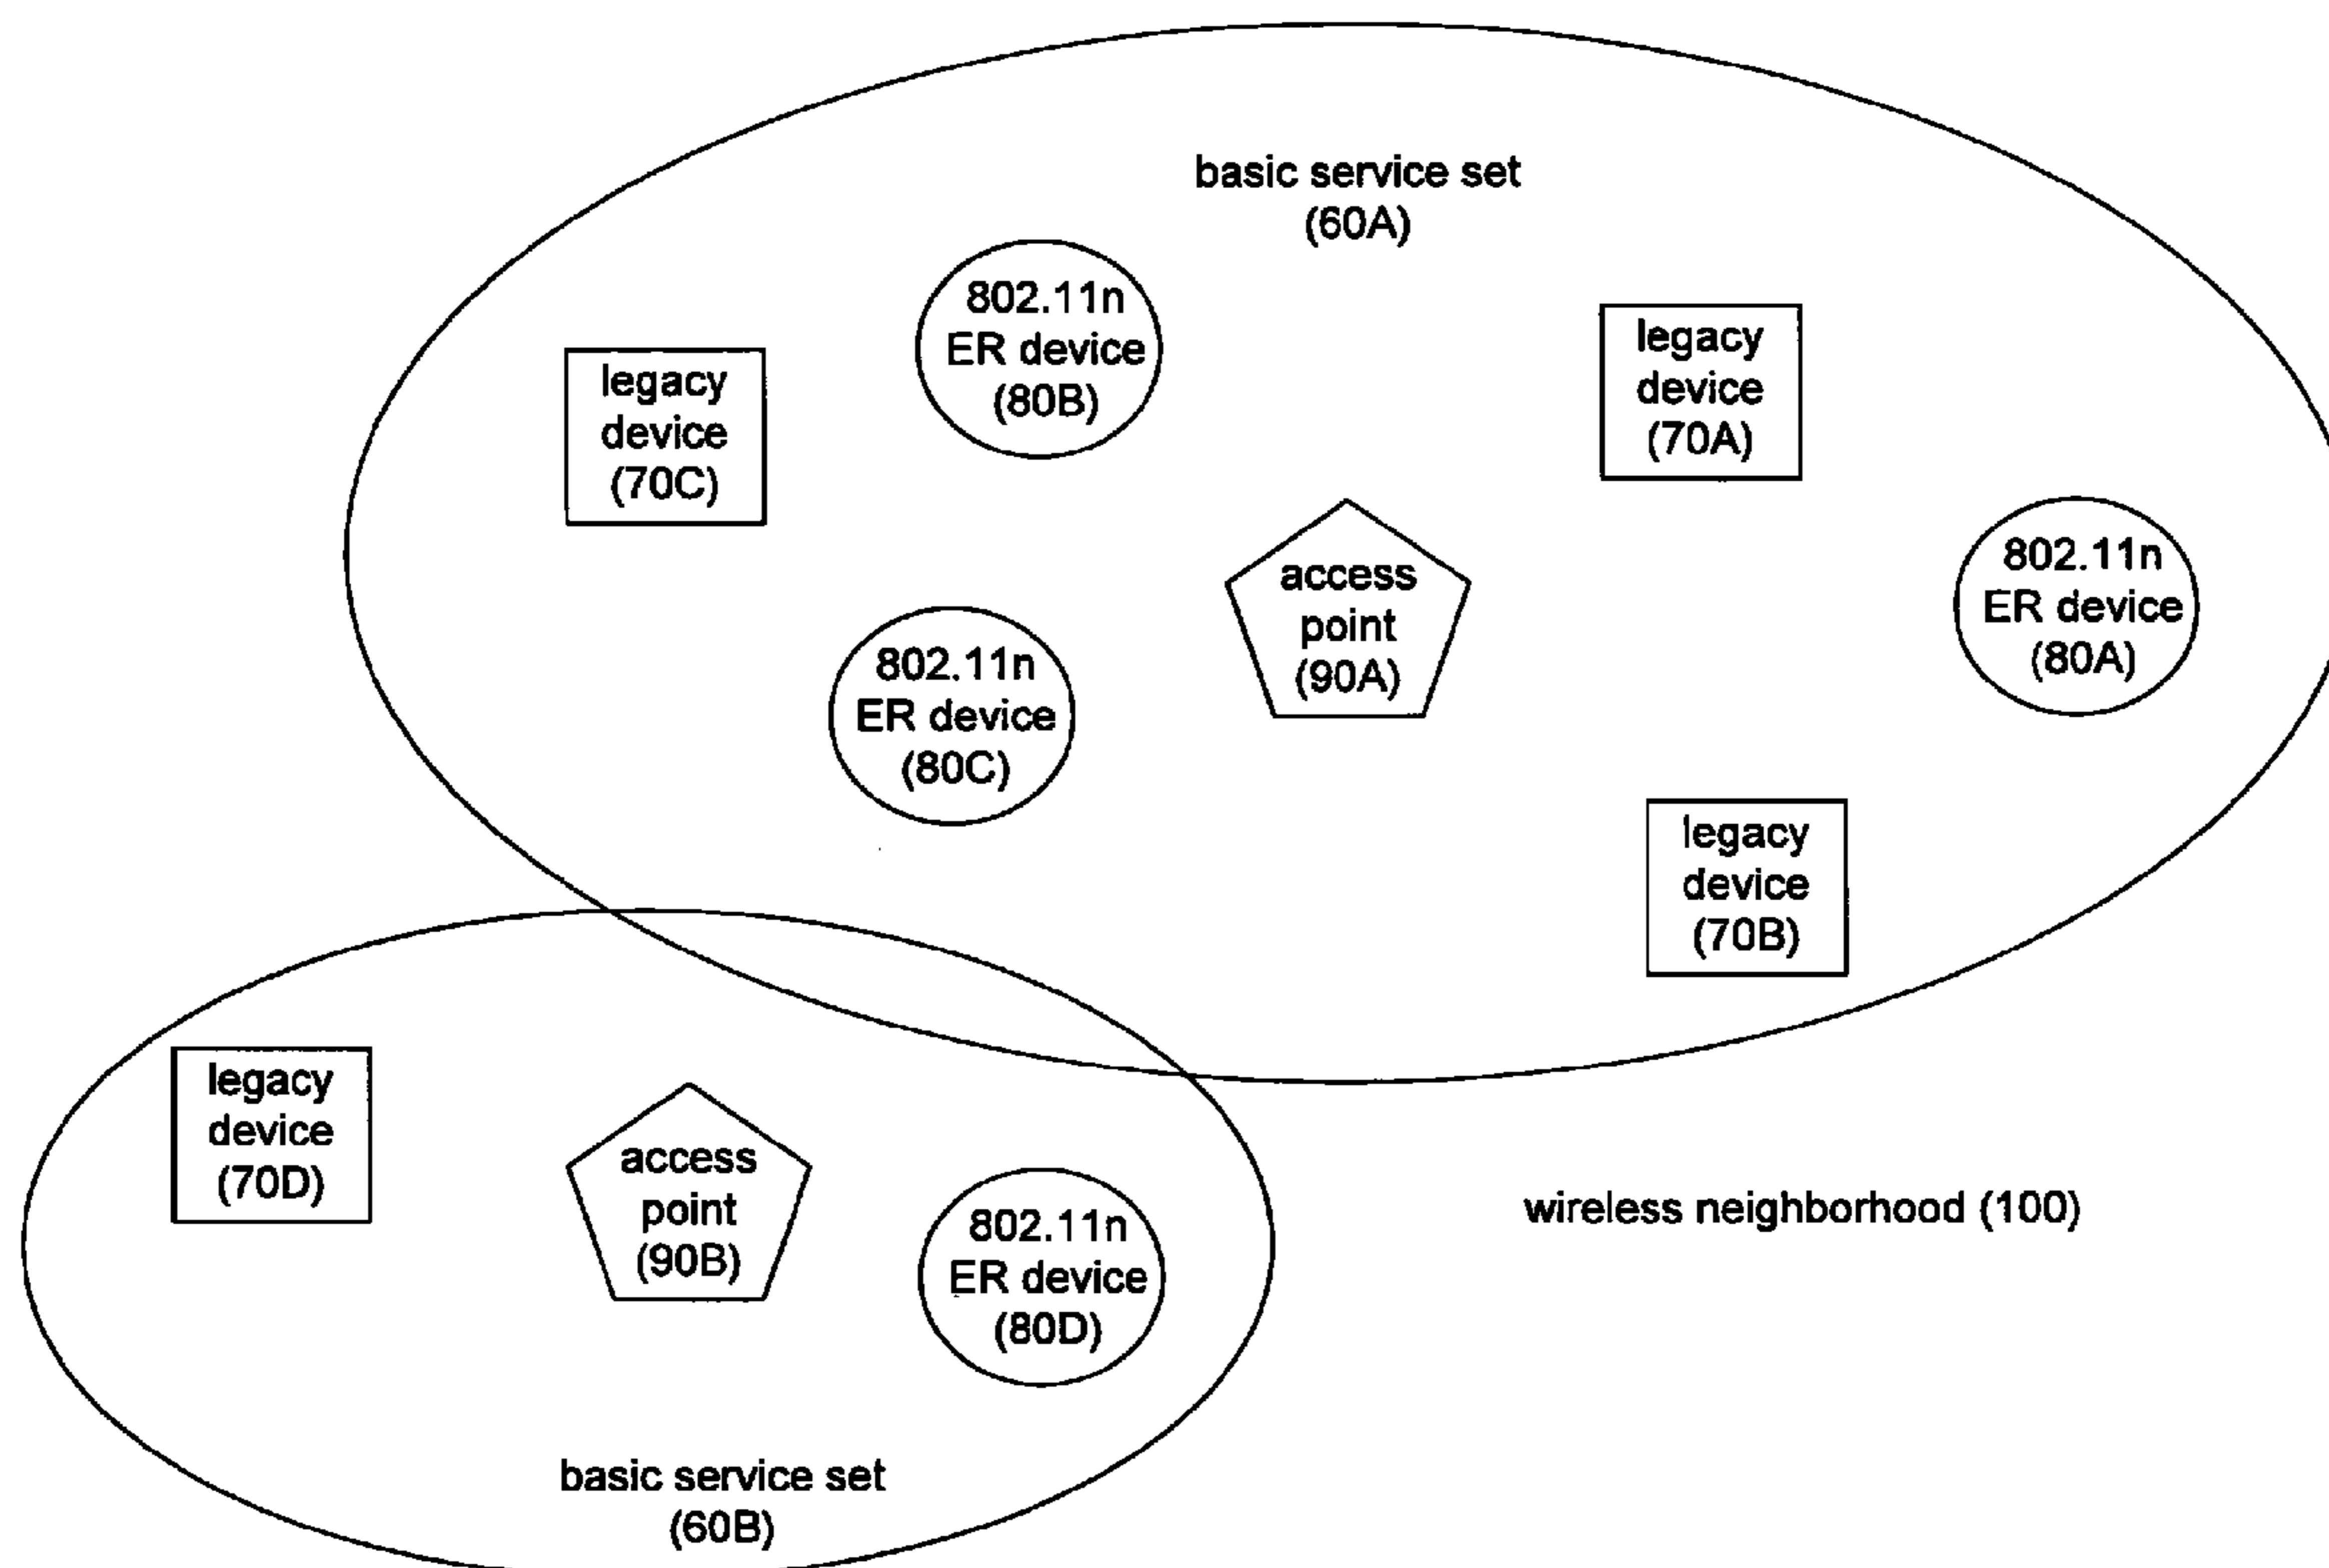 basic service set
(60A)
802.11n
ER device
(80B)
legacy
device
(70A)
legacy
device
(70C)
access
point
(90A)
802.11n
ER device
(80A)
802.11n
ER device
(80C)
legacy
device
(70B)
legacy
device
(70D)
access
point
(90B)
802.11n
ER device
(80D)
wireless neighborhood (100)
basic service set
(60B)